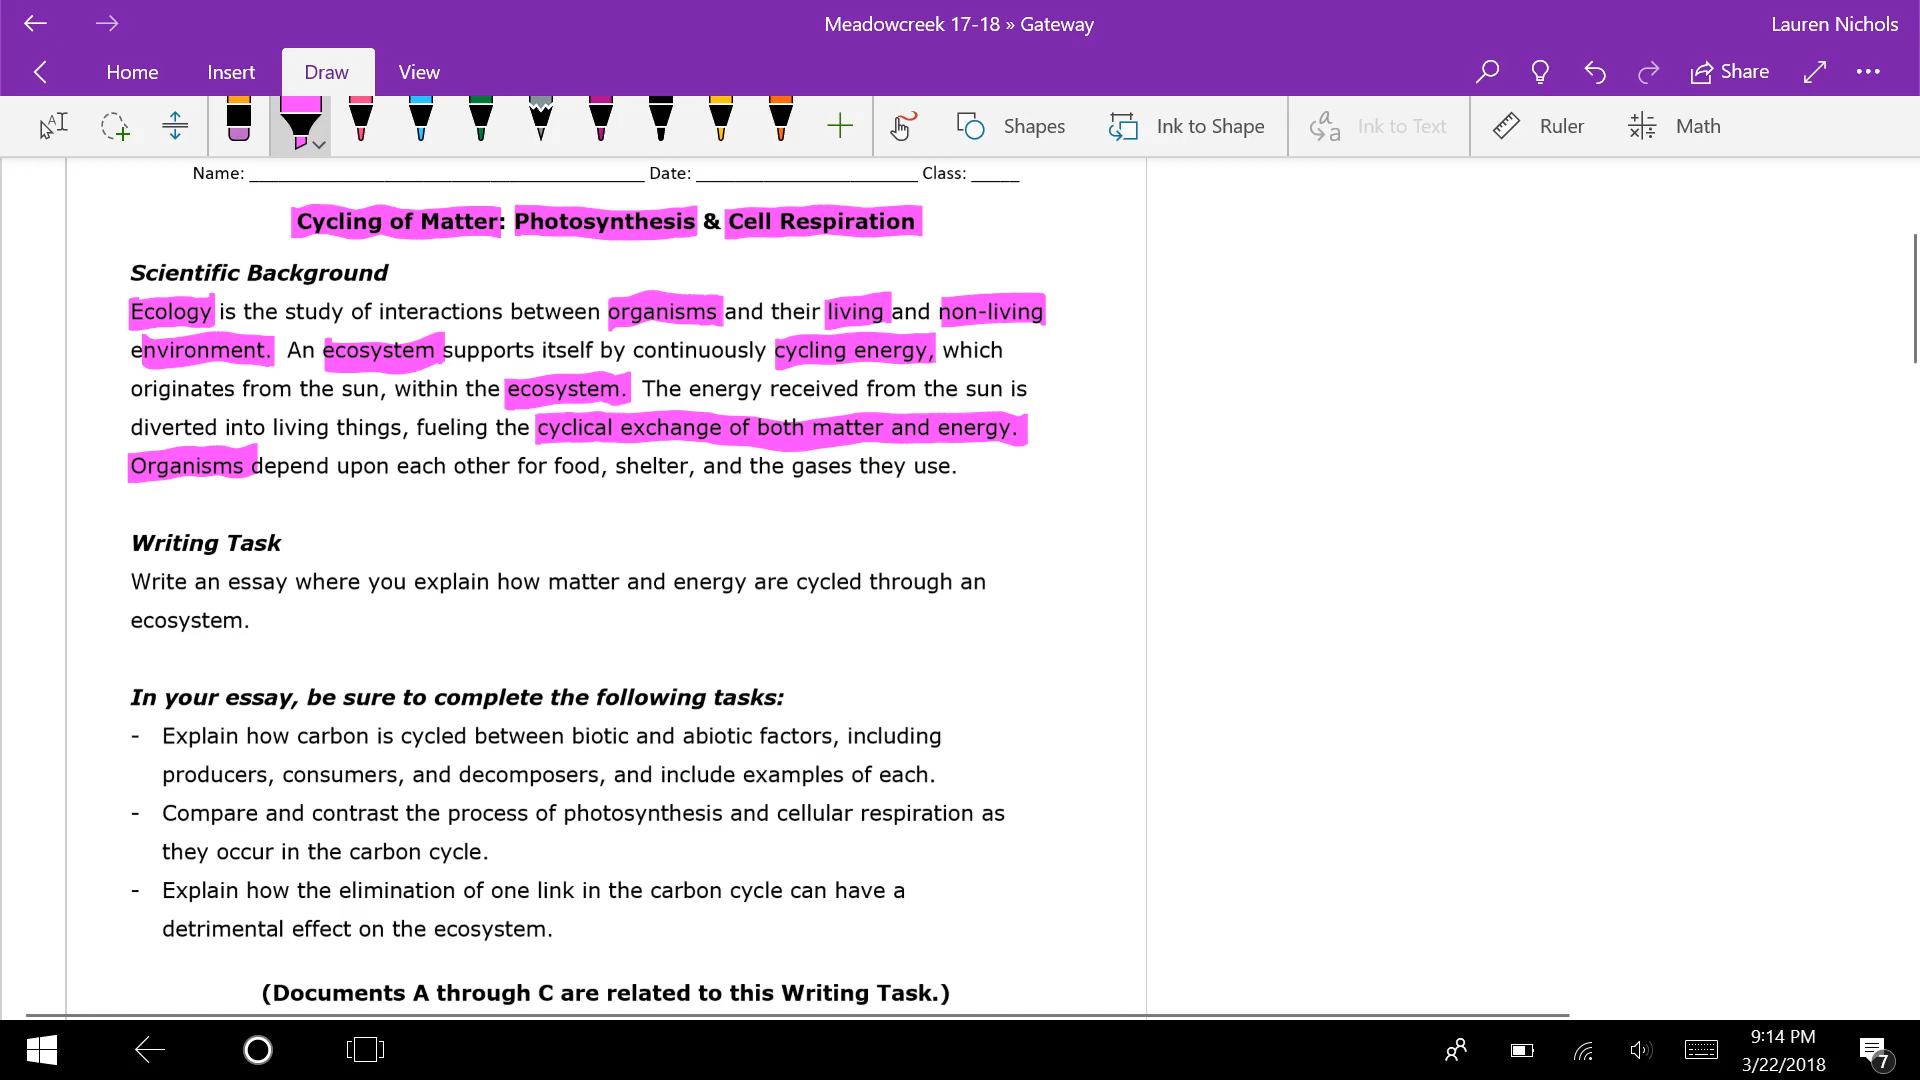 Meadowcreek 17-18 » Gateway
Lauren Nichols
Home Insert Draw View
Share
Shapes Ink to Shape Ink to Text Ruler Math
Name: ________________________________________ Date: _______________________ Class: _____
Cycling of Matter: Photosynthesis & Cell Respiration
Scientific Background
Ecology is the study of interactions between organisms and their living and non-living
environment. An ecosystem supports itself by continuously cycling energy, which
originates from the sun, within the ecosystem. The energy received from the sun is
diverted into living things, fueling the cyclical exchange of both matter and energy.
Organisms depend upon each other for food, shelter, and the gases they use.
Writing Task
Write an essay where you explain how matter and energy are cycled through an
ecosystem.
In your essay, be sure to complete the following tasks:
- Explain how carbon is cycled between biotic and abiotic factors, including
producers, consumers, and decomposers, and include examples of each.
- Compare and contrast the process of photosynthesis and cellular respiration as
they occur in the carbon cycle.
- Explain how the elimination of one link in the carbon cycle can have a
detrimental effect on the ecosystem.
(Documents A through C are related to this Writing Task.)
9:14 PM
3/22/2018
7